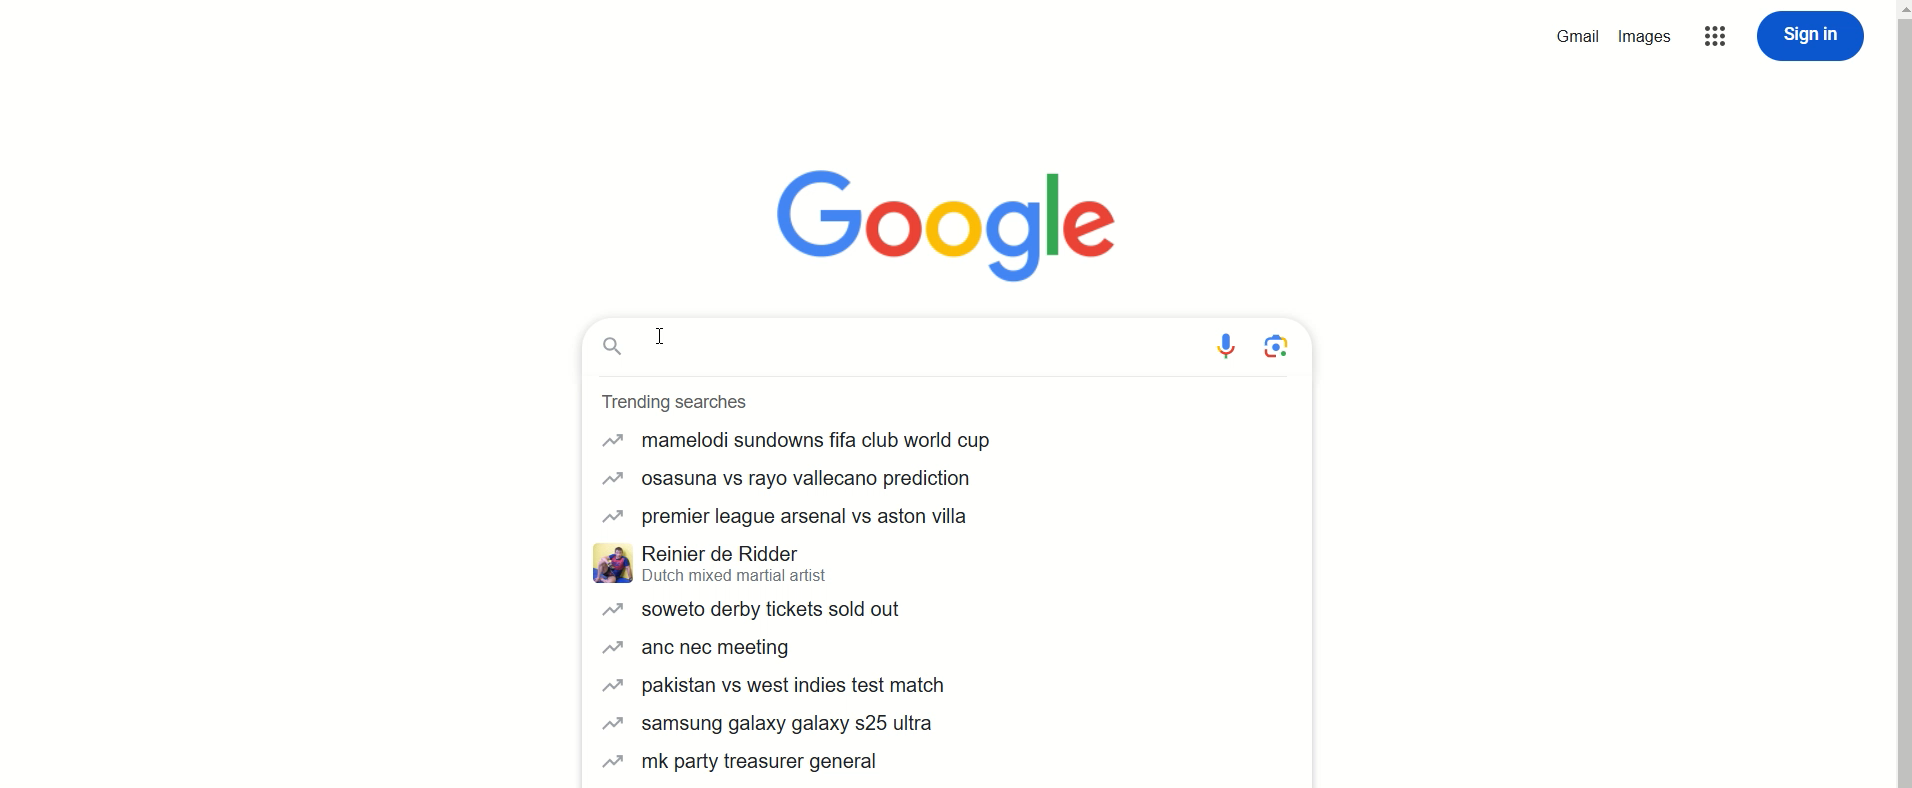 Gmail Images Sign in
Google
Trending searches
mamelodi sundowns fifa club world cup
osasuna vs rayo vallecano prediction
premier league arsenal vs aston villa
Reinier de Ridder
Dutch mixed martial artist
soweto derby tickets sold out
anc nec meeting
pakistan vs west indies test match
samsung galaxy galaxy s25 ultra
mk party treasurer general